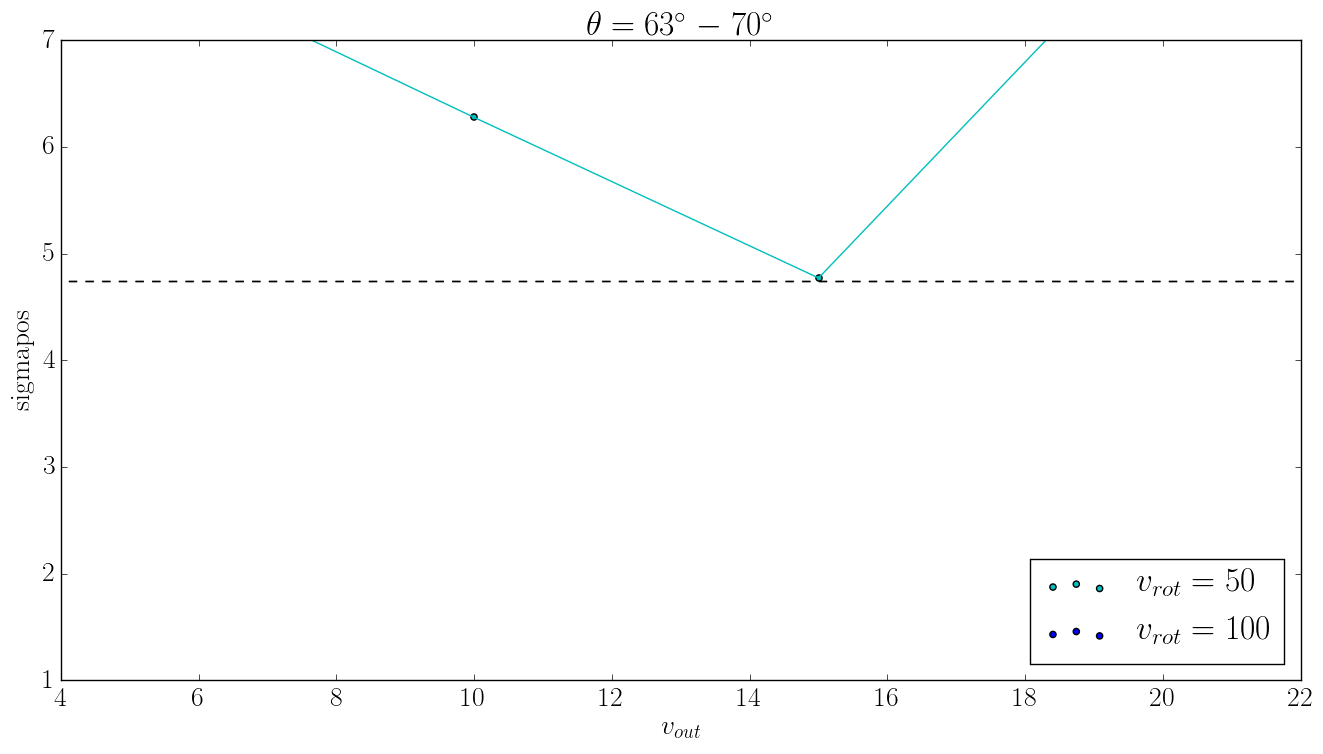 θ = 63° − 70°
7
6
5
4
3
2
1
sigmapos
4 6 8 10 12 14 16 18 20 22
v_out
v_rot = 50
v_rot = 100